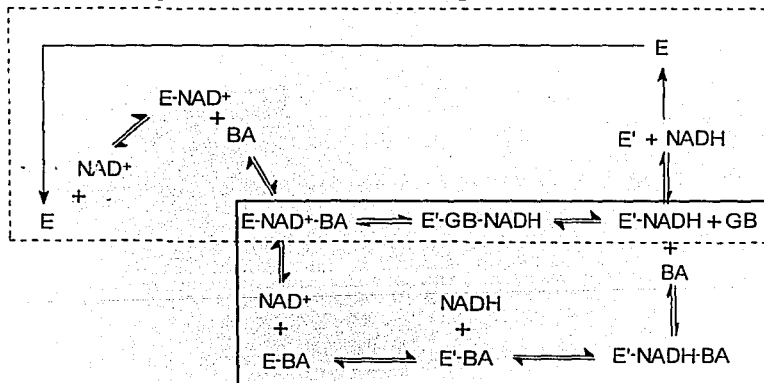 E
E-NAD+
+
BA
E' + NADH
NAD+
+
E
E-NAD+-BA
E'-GB-NADH
E'-NADH + GB
+
BA
NAD+
NADH
+
+
E-BA
E'-BA
E'-NADH-BA